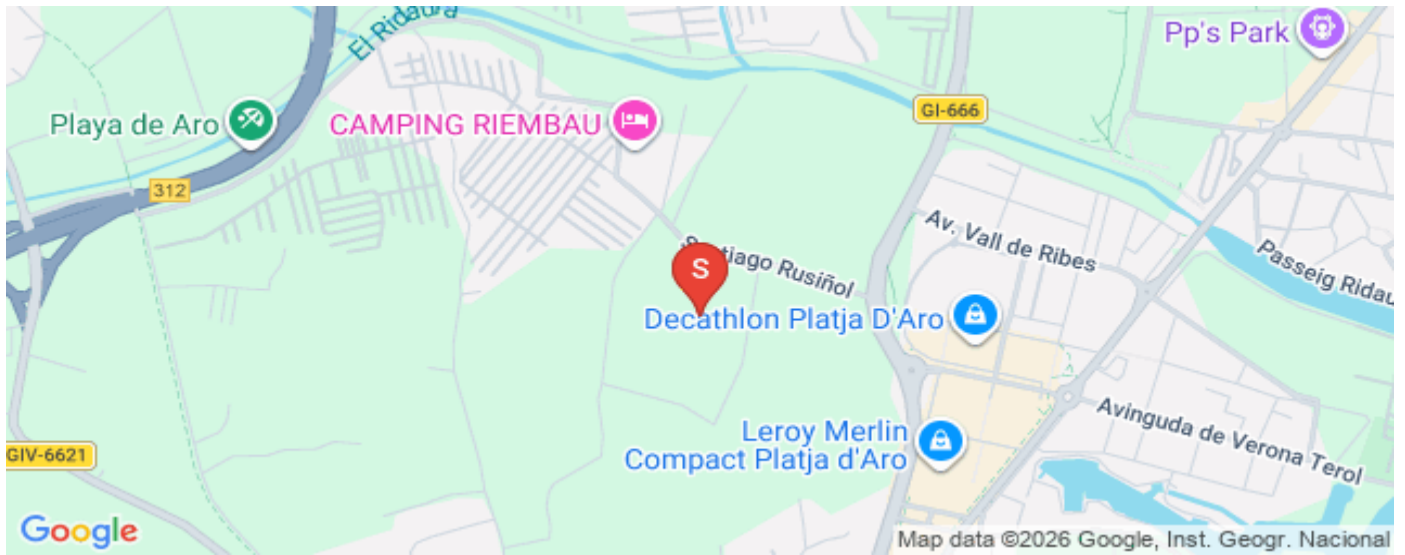 El Ridaura
Pp's Park
GI-666
Playa de Aro
CAMPING RIEMBAU
312
Av. Vall de Ribes
Passeig Ridau
S
tiago Rusiñol
Decathlon Platja D'Aro
Avinguda de Verona Terol
Leroy Merlin
Compact Platja d'Aro
GIV-6621
Google
Map data ©2026 Google, Inst. Geogr. Nacional